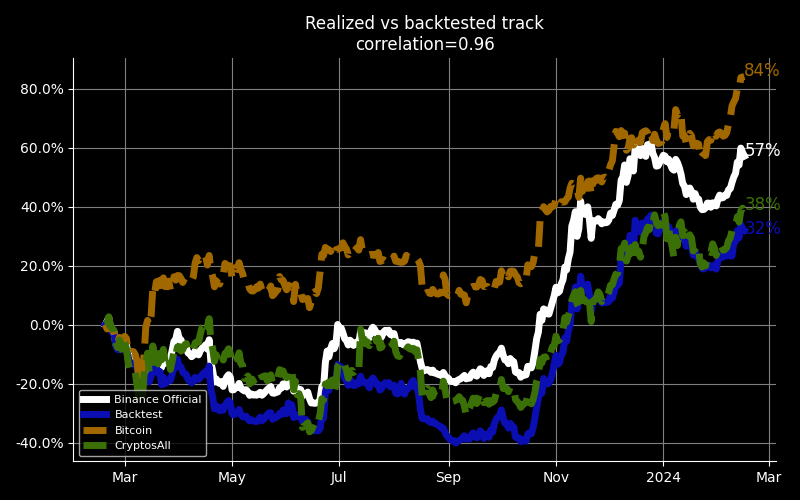 Realized vs backtested track
correlation=0.96
80.0%
60.0%
40.0%
20.0%
0.0%
-20.0%
-40.0%
84%
57%
38%
32%
Binance Official
Backtest
Bitcoin
CryptosAll
Mar
May
Jul
Sep
Nov
2024
Mar